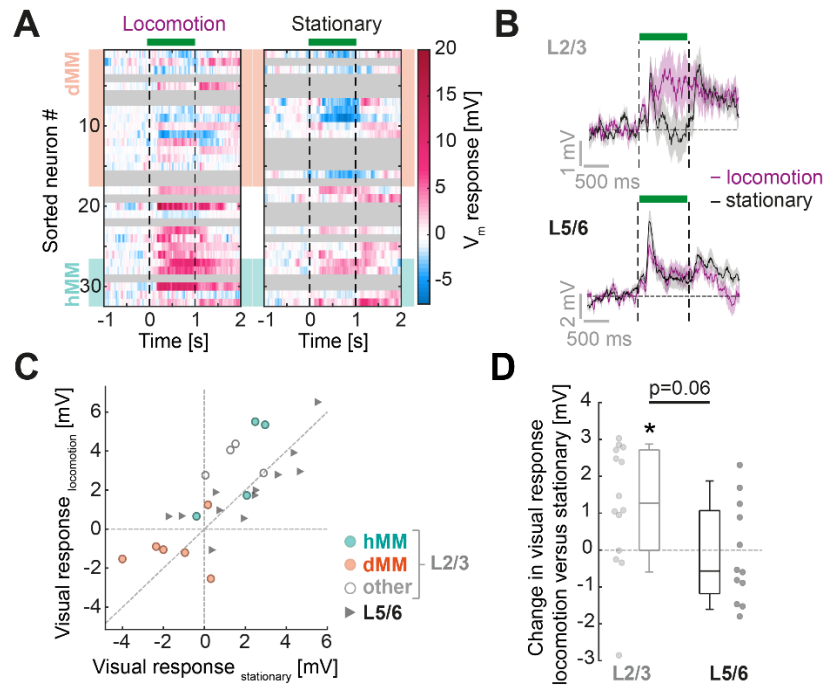 A
Locomotion
Stationary
dMM
hMM
Sorted neuron #
10
20
30
-1 0 1 2
Time [s]
-1 0 1 2
Time [s]
20
15
10
5
0
-5
Vm response [mV]
B
L2/3
1 mV
500 ms
locomotion
stationary
L5/6
2 mV
500 ms
C
Visual response locomotion [mV]
6
4
2
0
-2
-4
-4 -2 0 2 4 6
Visual response stationary [mV]
hMM
dMM
other
L2/3
L5/6
D
p=0.06
*
Change in visual response
locomotion versus stationary [mV]
4
3
2
1
0
-1
-2
-3
L2/3 L5/6